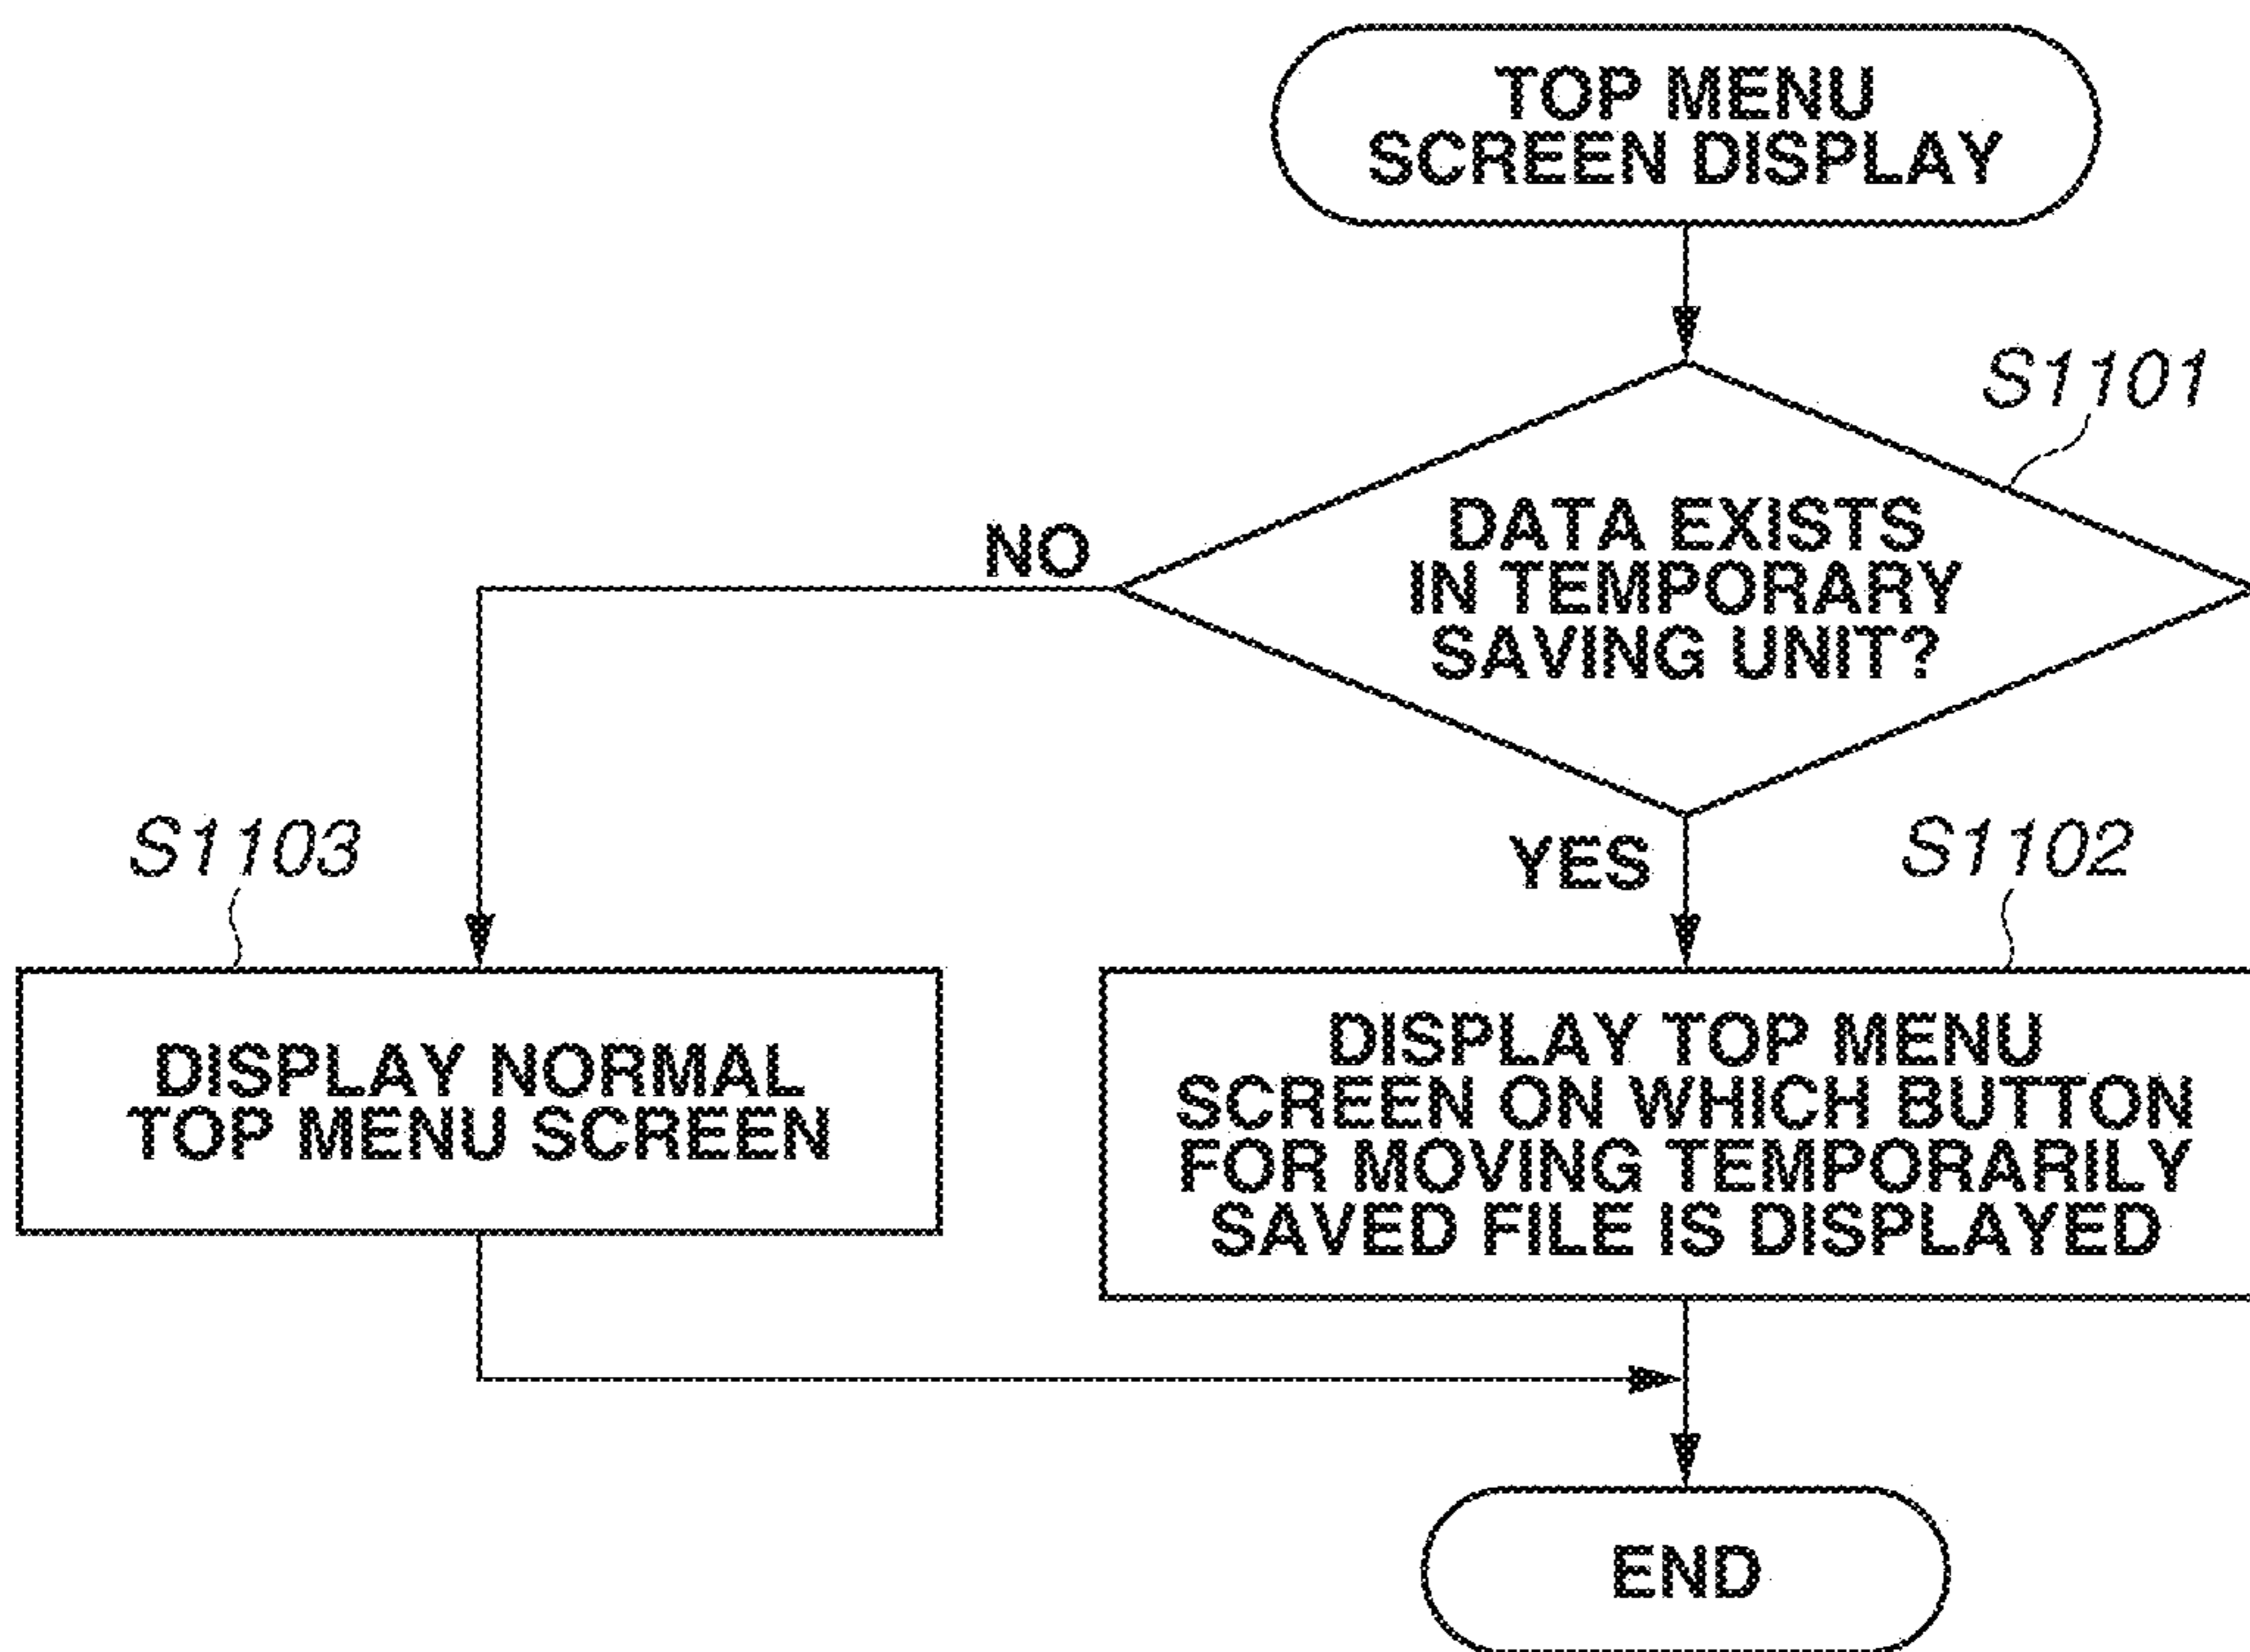 TOP MENU
SCREEN DISPLAY
S1101
DATA EXISTS
IN TEMPORARY
SAVING UNIT?
NO
YES
S1103
S1102
DISPLAY NORMAL
TOP MENU SCREEN
DISPLAY TOP MENU
SCREEN ON WHICH BUTTON
FOR MOVING TEMPORARILY
SAVED FILE IS DISPLAYED
END